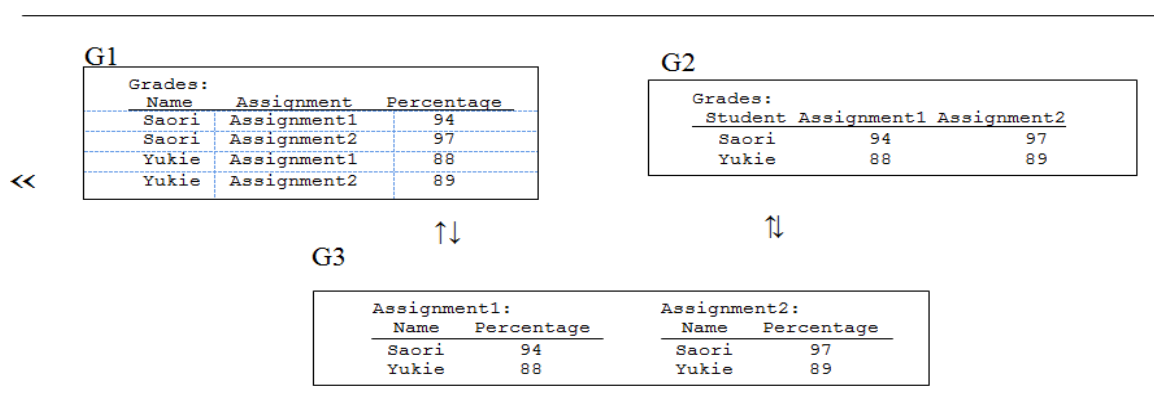 G1
Grades:
Name Assignment Percentage
Saori Assignment1 94
Saori Assignment2 97
Yukie Assignment1 88
Yukie Assignment2 89
G2
Grades:
Student Assignment1 Assignment2
Saori 94 97
Yukie 88 89
«
↑↓
⇅
G3
Assignment1: Assignment2:
Name Percentage Name Percentage
Saori 94 Saori 97
Yukie 88 Yukie 89